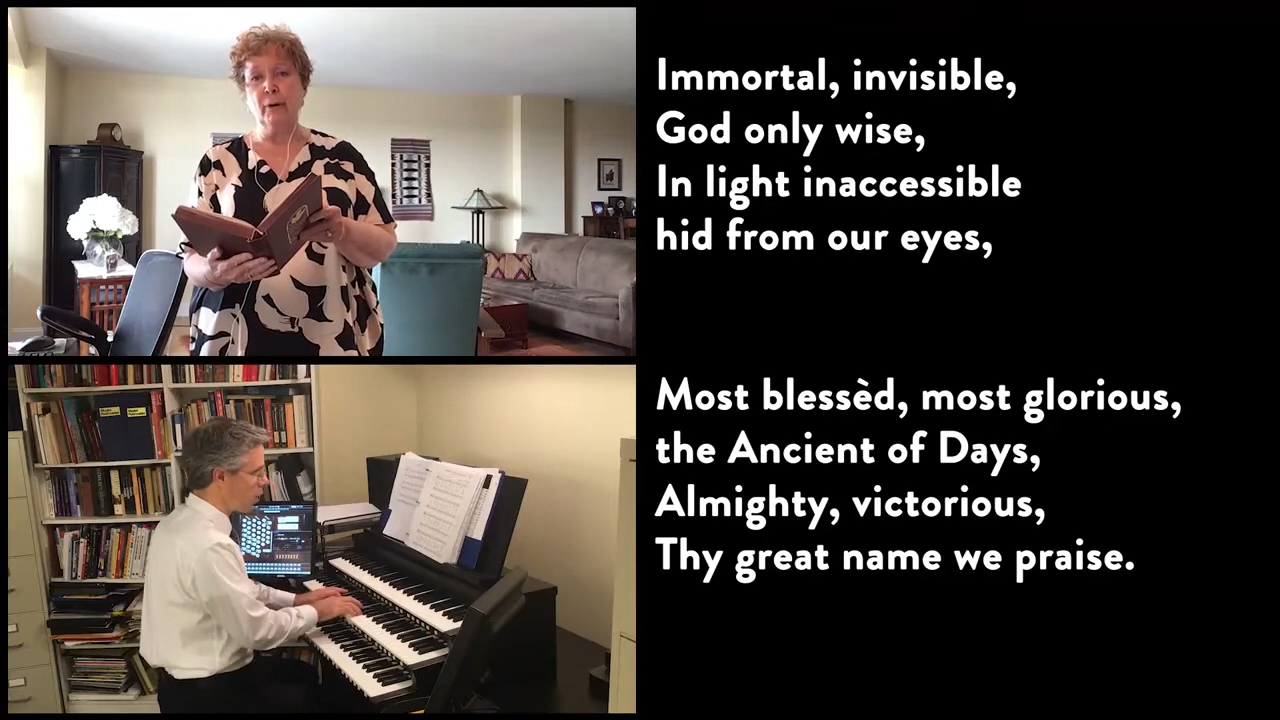 Immortal, invisible,
God only wise,
In light inaccessible
hid from our eyes,
Most blessèd, most glorious,
the Ancient of Days,
Almighty, victorious,
Thy great name we praise.